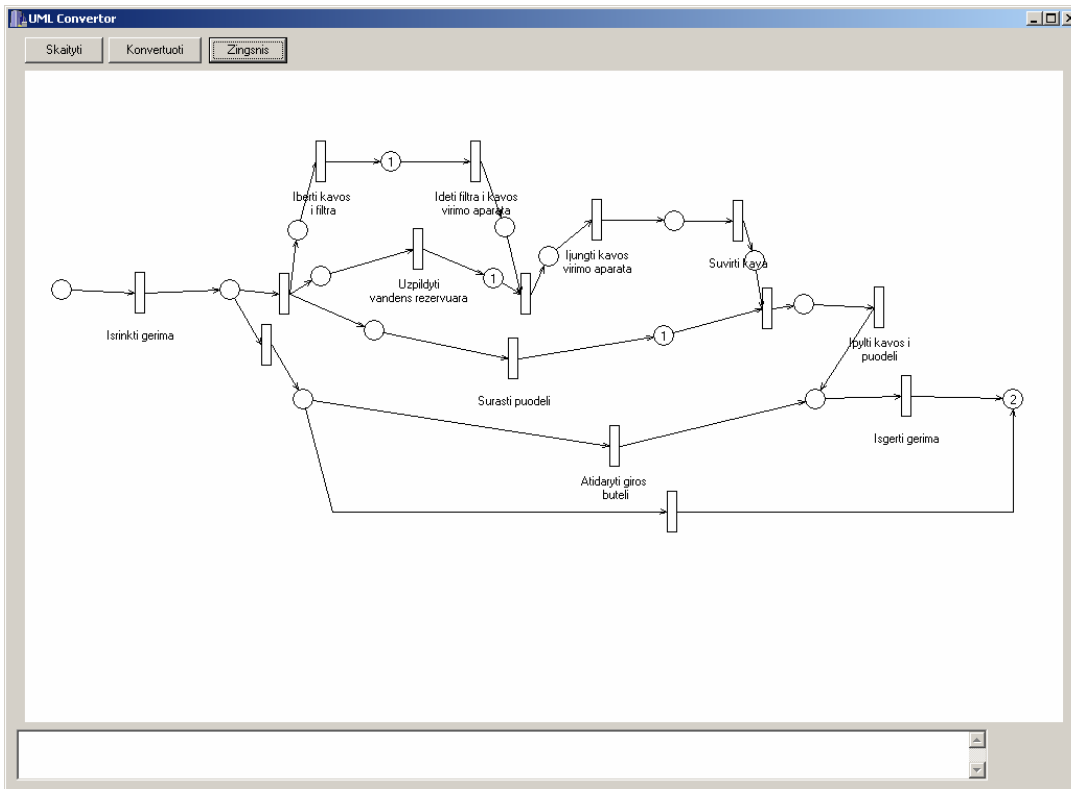 UML Convertor
Skaityti
Konvertuoti
Zingsnis
1
Iberti kavos
i filtra
Ideti filtra i kavos
virimo aparata
Ijungti kavos
virimo aparata
Suvirti kava
Uzpildyti
vandens rezervuara
1
Isrinkti gerima
1
Ipylti kavos i
puodeli
Surasti puodeli
2
Isgerti gerima
Atidaryti giros
buteli